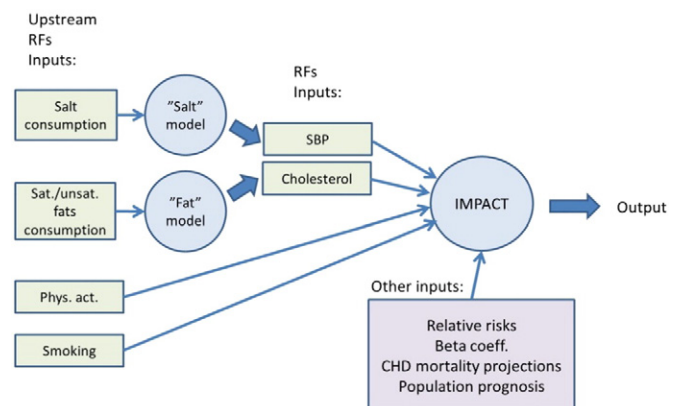 Upstream
RFs
Inputs:
Salt
consumption
"Salt"
model
RFs
Inputs:
SBP
Cholesterol
Sat./unsat.
fats
consumption
"Fat"
model
IMPACT
Output
Phys. act.
Smoking
Other inputs:
Relative risks
Beta coeff.
CHD mortality projections
Population prognosis